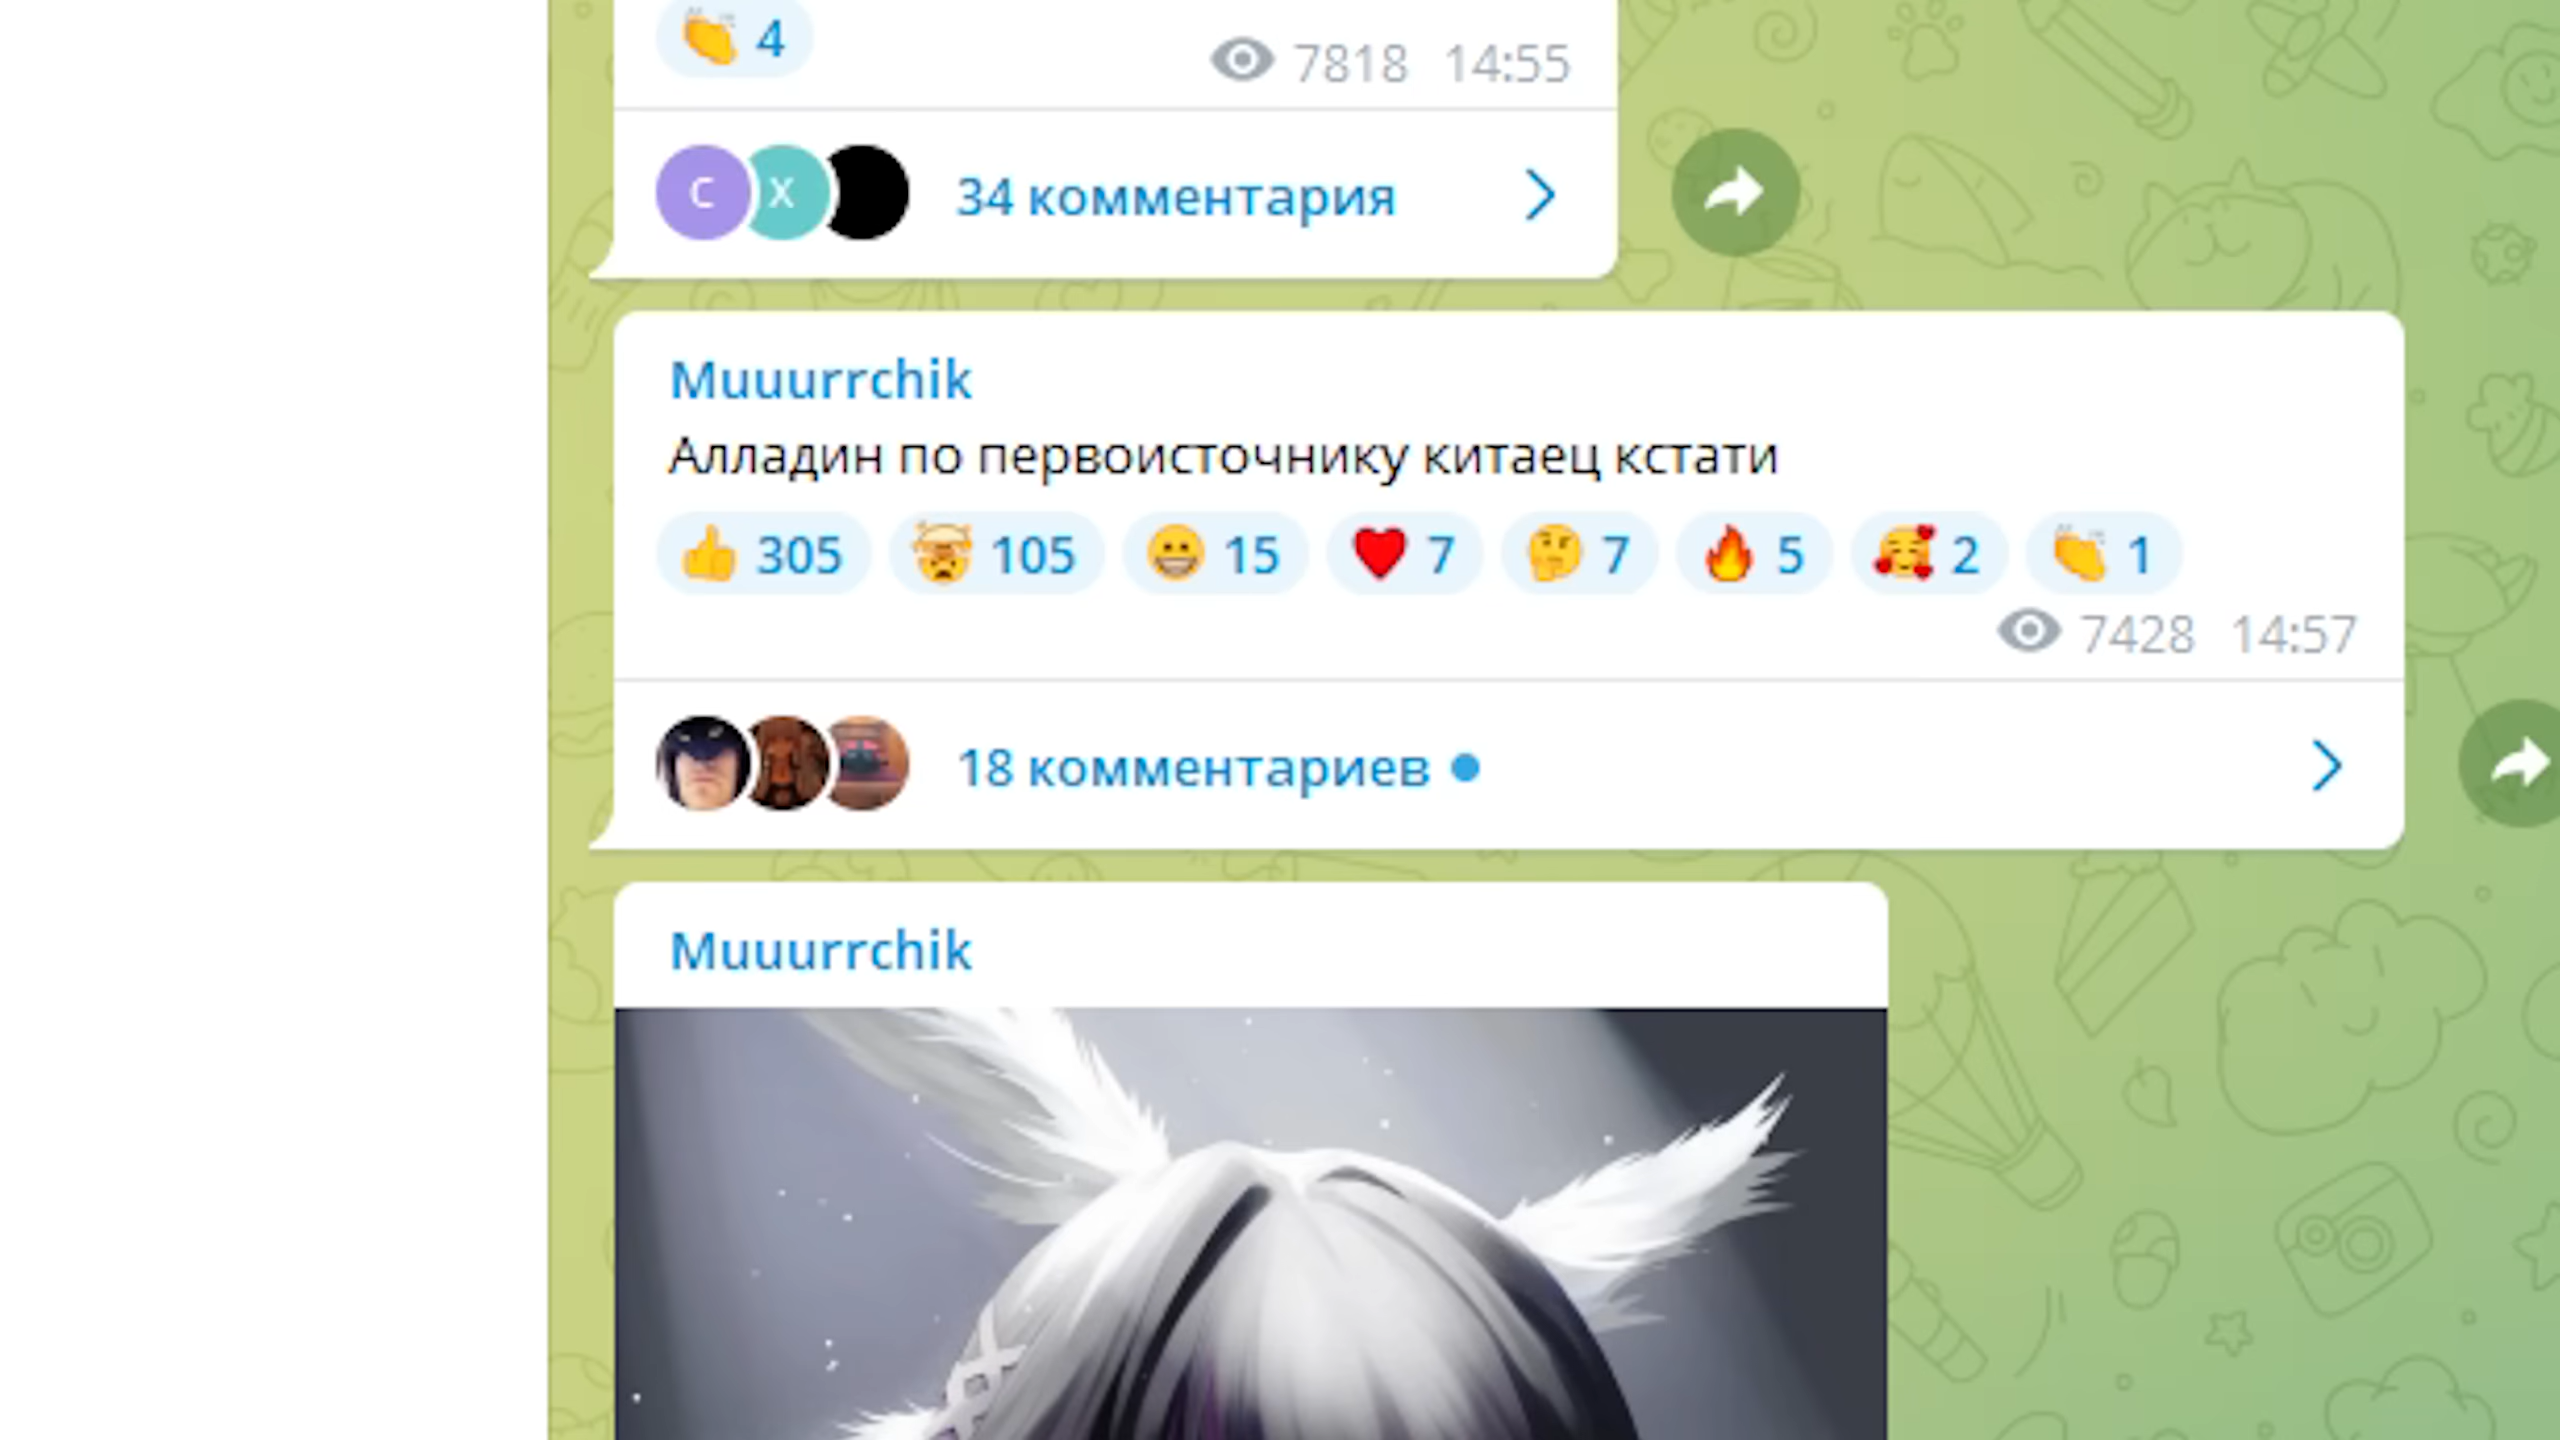 👏 4
7818 14:55
C X 34 комментария
Muuurrchik
Алладин по первоисточнику китаец кстати
👍 305 🤯 105 😁 15 ❤ 7 🤔 7 🔥 5 🥰 2 👏 1
7428 14:57
18 комментариев
Muuurrchik